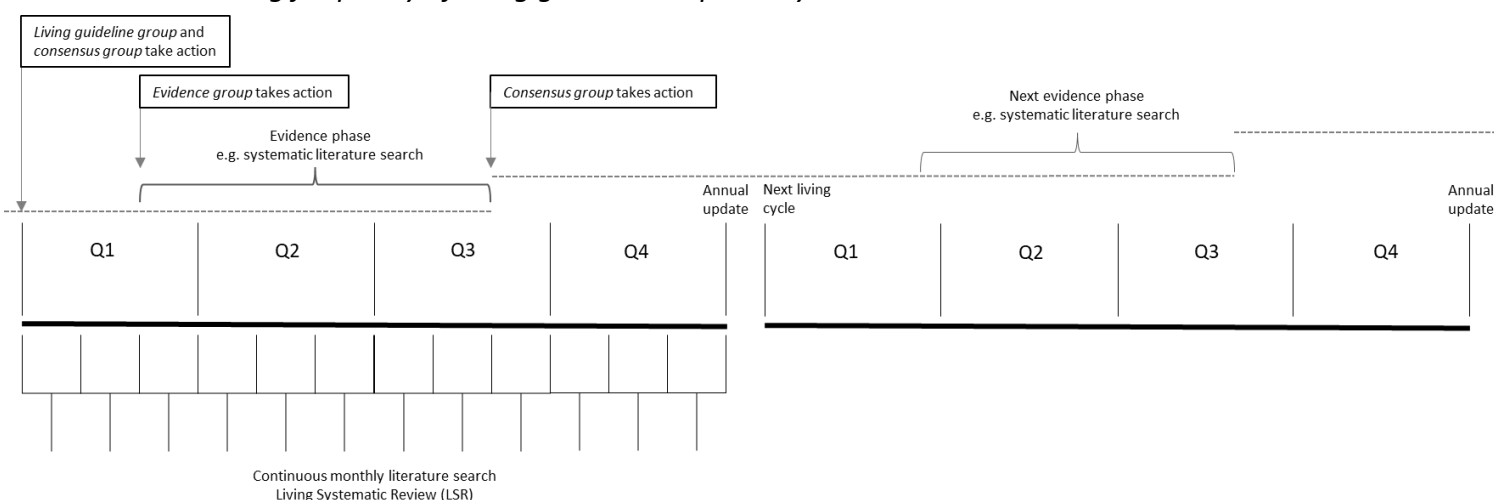 Living guideline group and
consensus group take action
Evidence group takes action
Consensus group takes action
Evidence phase
e.g. systematic literature search
Next evidence phase
e.g. systematic literature search
Annual
update
Next living
cycle
Annual
update
Q1
Q2
Q3
Q4
Q1
Q2
Q3
Q4
Continuous monthly literature search
Living Systematic Review (LSR)